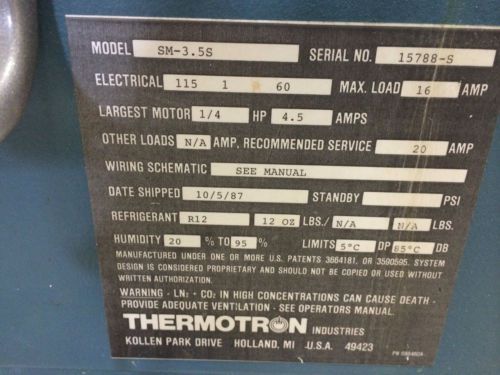 MODEL SM-3.5S SERIAL NO. 15788-S
ELECTRICAL 115 1 60 MAX. LOAD 16 AMP
LARGEST MOTOR 1/4 HP 4.5 AMPS
OTHER LOADS N/A AMP. RECOMMENDED SERVICE 20 AMP
WIRING SCHEMATIC SEE MANUAL
DATE SHIPPED 10/5/87 STANDBY PSI
REFRIGERANT R12 12 OZ LBS./ N/A N/A LBS.
HUMIDITY 20 % TO 95 % LIMITS 5°C DP 85°C DB
MANUFACTURED UNDER ONE OR MORE U.S. PATENTS 3664181, OR 3590595. SYSTEM
DESIGN IS CONSIDERED PROPRIETARY AND SHOULD NOT BE COPIED OR USED WITHOUT
WRITTEN AUTHORIZATION.
WARNING - LN₂ + CO₂ IN HIGH CONCENTRATIONS CAN CAUSE DEATH -
PROVIDE ADEQUATE VENTILATION - SEE OPERATORS MANUAL.
THERMOTRON INDUSTRIES
KOLLEN PARK DRIVE HOLLAND, MI U.S.A. 49423